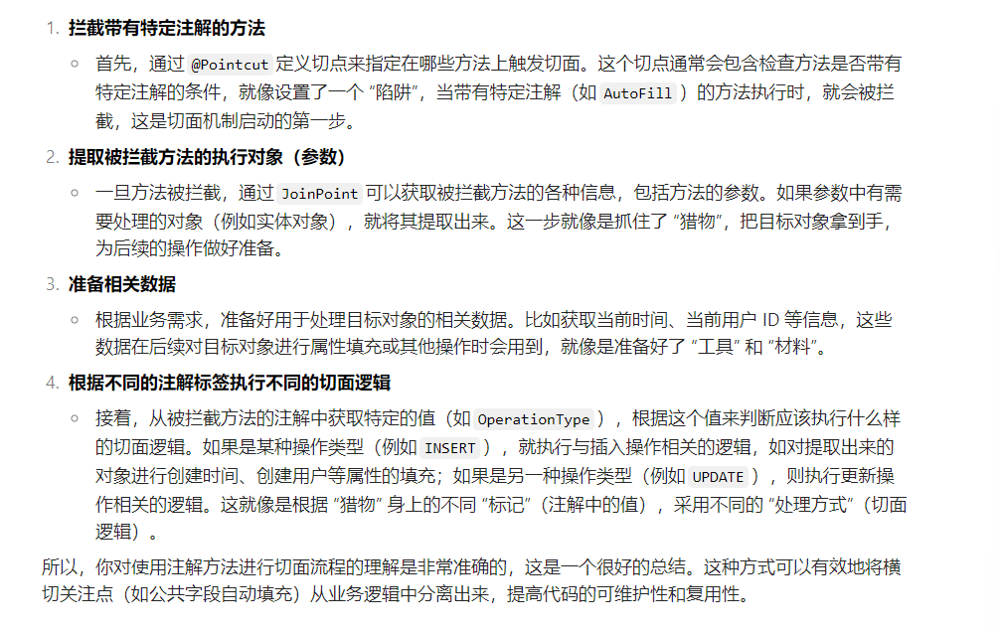 1. 拦截带有特定注解的方法
○ 首先，通过 @Pointcut 定义切点来指定在哪些方法上触发切面。这个切点通常会包含检查方法是否带有
特定注解的条件，就像设置了一个 “陷阱”，当带有特定注解（如 AutoFill ）的方法执行时，就会被拦
截，这是切面机制启动的第一步。
2. 提取被拦截方法的执行对象（参数）
○ 一旦方法被拦截，通过 JoinPoint 可以获取被拦截方法的各种信息，包括方法的参数。如果参数中有需
要处理的对象（例如实体对象），就将其提取出来。这一步就像是抓住了 “猎物”，把目标对象拿到手，
为后续的操作做好准备。
3. 准备相关数据
○ 根据业务需求，准备好用于处理目标对象的相关数据。比如获取当前时间、当前用户 ID 等信息，这些
数据在后续对目标对象进行属性填充或其他操作时会用到，就像是准备好了 “工具” 和 “材料”。
4. 根据不同的注解标签执行不同的切面逻辑
○ 接着，从被拦截方法的注解中获取特定的值（如 OperationType ），根据这个值来判断应该执行什么样
的切面逻辑。如果是某种操作类型（例如 INSERT ），就执行与插入操作相关的逻辑，如对提取出来的
对象进行创建时间、创建用户等属性的填充；如果是另一种操作类型（例如 UPDATE ），则执行更新操
作相关的逻辑。这就像是根据 “猎物” 身上的不同 “标记”（注解中的值），采用不同的 “处理方式”（切面
逻辑）。
所以，你对使用注解方法进行切面流程的理解是非常准确的，这是一个很好的总结。这种方式可以有效地将横
切关注点（如公共字段自动填充）从业务逻辑中分离出来，提高代码的可维护性和复用性。